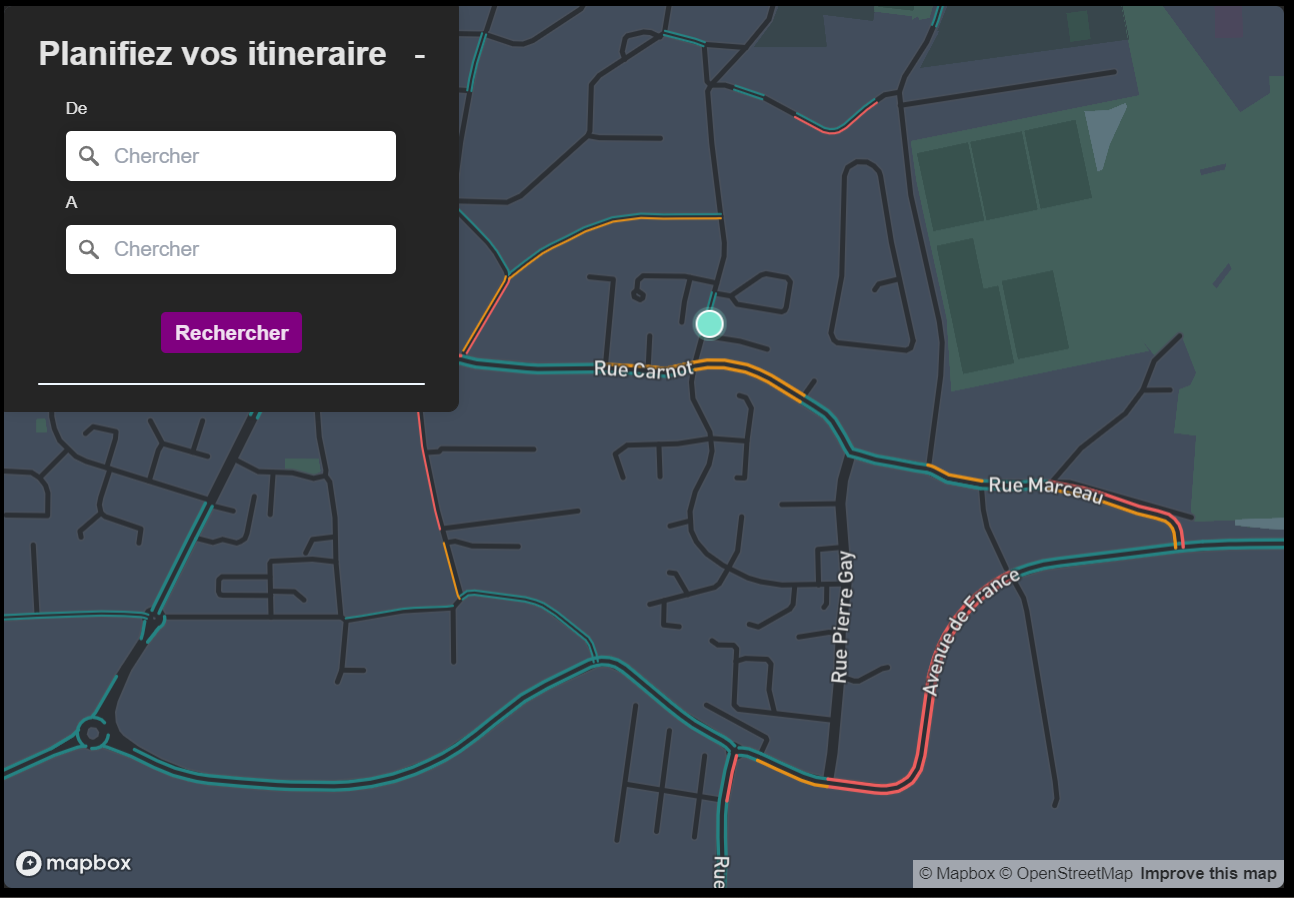 Planifiez vos itineraire -
De
Chercher
A
Chercher
Rechercher
Rue Carnot
Rue Marceau
Rue Pierre Gay
Avenue de France
Rue
mapbox
© Mapbox © OpenStreetMap Improve this map